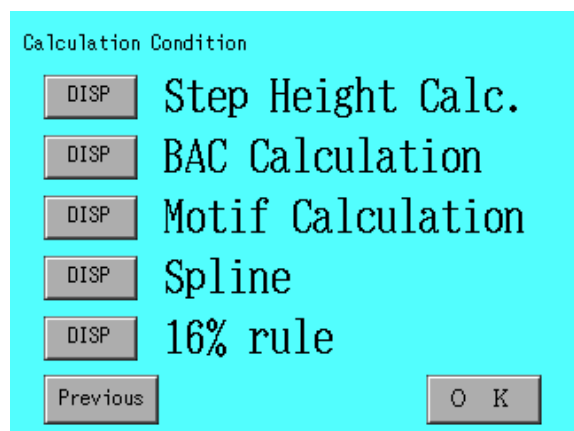 Calculation Condition
DISP Step Height Calc.
DISP BAC Calculation
DISP Motif Calculation
DISP Spline
DISP 16% rule
Previous O K